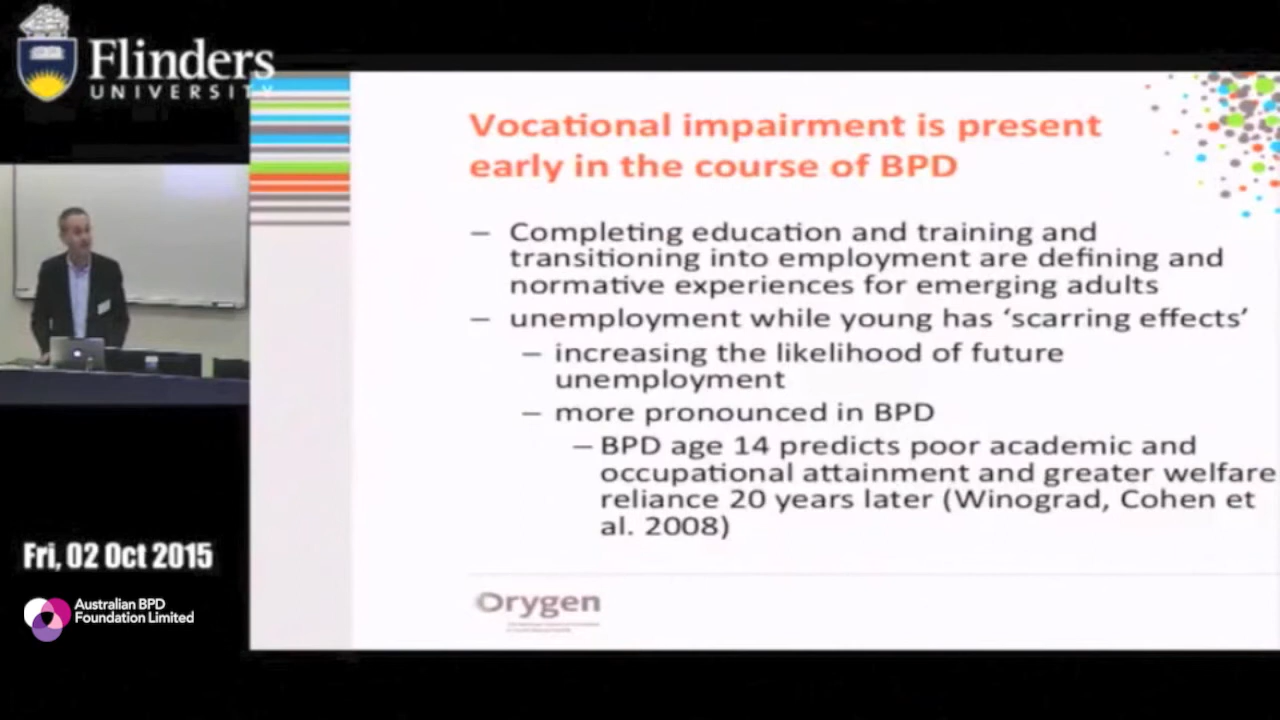 Flinders
UNIVERSITY
Vocational impairment is present
early in the course of BPD
– Completing education and training and
transitioning into employment are defining and
normative experiences for emerging adults
– unemployment while young has ‘scarring effects’
– increasing the likelihood of future
unemployment
– more pronounced in BPD
– BPD age 14 predicts poor academic and
occupational attainment and greater welfare
reliance 20 years later (Winograd, Cohen et
al. 2008)
Orygen
Fri, 02 Oct 2015
Australian BPD
Foundation Limited